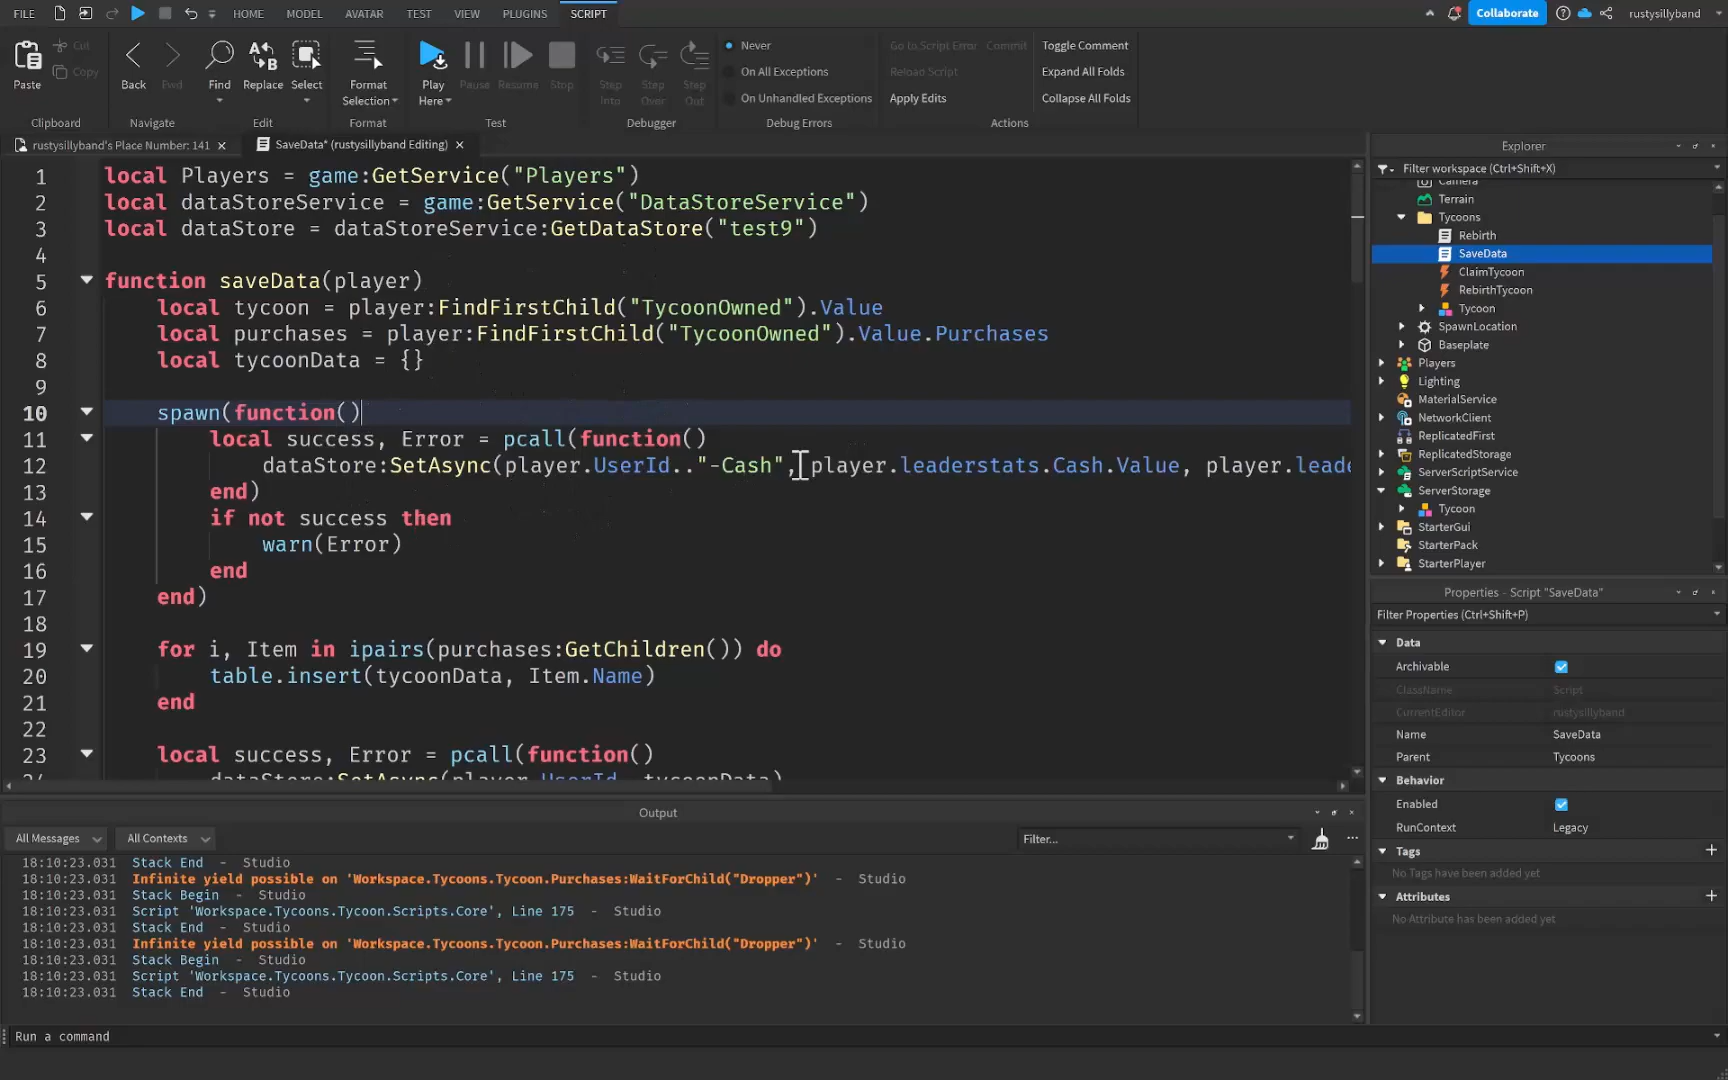 FILE HOME MODEL AVATAR TEST VIEW PLUGINS SCRIPT Collaborate rustysillyband
Paste Cut Copy
Clipboard
Back Fwd
Navigate
Find Replace Select
Edit
Format Selection
Format
Play Here Pause Resume Stop
Test
Step Into Step Over Step Out
Debugger
Never
On All Exceptions
On Unhandled Exceptions
Debug Errors
Go to Script Error Commit Toggle Comment
Reload Script Expand All Folds
Apply Edits Collapse All Folds
Actions
rustysillyband's Place Number: 141 SaveData* (rustysillyband Editing)
1 local Players = game:GetService("Players")
2 local dataStoreService = game:GetService("DataStoreService")
3 local dataStore = dataStoreService:GetDataStore("test9")
4
5 function saveData(player)
6 local tycoon = player:FindFirstChild("TycoonOwned").Value
7 local purchases = player:FindFirstChild("TycoonOwned").Value.Purchases
8 local tycoonData = {}
9
10 spawn(function()
11 local success, Error = pcall(function()
12 dataStore:SetAsync(player.UserId.."-Cash", player.leaderstats.Cash.Value, player.leade
13 end)
14 if not success then
15 warn(Error)
16 end
17 end)
18
19 for i, Item in ipairs(purchases:GetChildren()) do
20 table.insert(tycoonData, Item.Name)
21 end
22
23 local success, Error = pcall(function()
24 dataStore:SetAsync(player.UserId, tycoonData)
Output
All Messages All Contexts Filter...
18:10:23.031 Stack End - Studio
18:10:23.031 Infinite yield possible on 'Workspace.Tycoons.Tycoon.Purchases:WaitForChild("Dropper")' - Studio
18:10:23.031 Stack Begin - Studio
18:10:23.031 Script 'Workspace.Tycoons.Tycoon.Scripts.Core', Line 175 - Studio
18:10:23.031 Stack End - Studio
18:10:23.031 Infinite yield possible on 'Workspace.Tycoons.Tycoon.Purchases:WaitForChild("Dropper")' - Studio
18:10:23.031 Stack Begin - Studio
18:10:23.031 Script 'Workspace.Tycoons.Tycoon.Scripts.Core', Line 175 - Studio
18:10:23.031 Stack End - Studio
Run a command
Explorer
Filter workspace (Ctrl+Shift+X)
Camera
Terrain
Tycoons
Rebirth
SaveData
ClaimTycoon
RebirthTycoon
Tycoon
SpawnLocation
Baseplate
Players
Lighting
MaterialService
NetworkClient
ReplicatedFirst
ReplicatedStorage
ServerScriptService
ServerStorage
Tycoon
StarterGui
StarterPack
StarterPlayer
Properties - Script "SaveData"
Filter Properties (Ctrl+Shift+P)
Data
Archivable
ClassName Script
CurrentEditor rustysillyband
Name SaveData
Parent Tycoons
Behavior
Enabled
RunContext Legacy
Tags
No Tags have been added yet
Attributes
No Attribute has been added yet